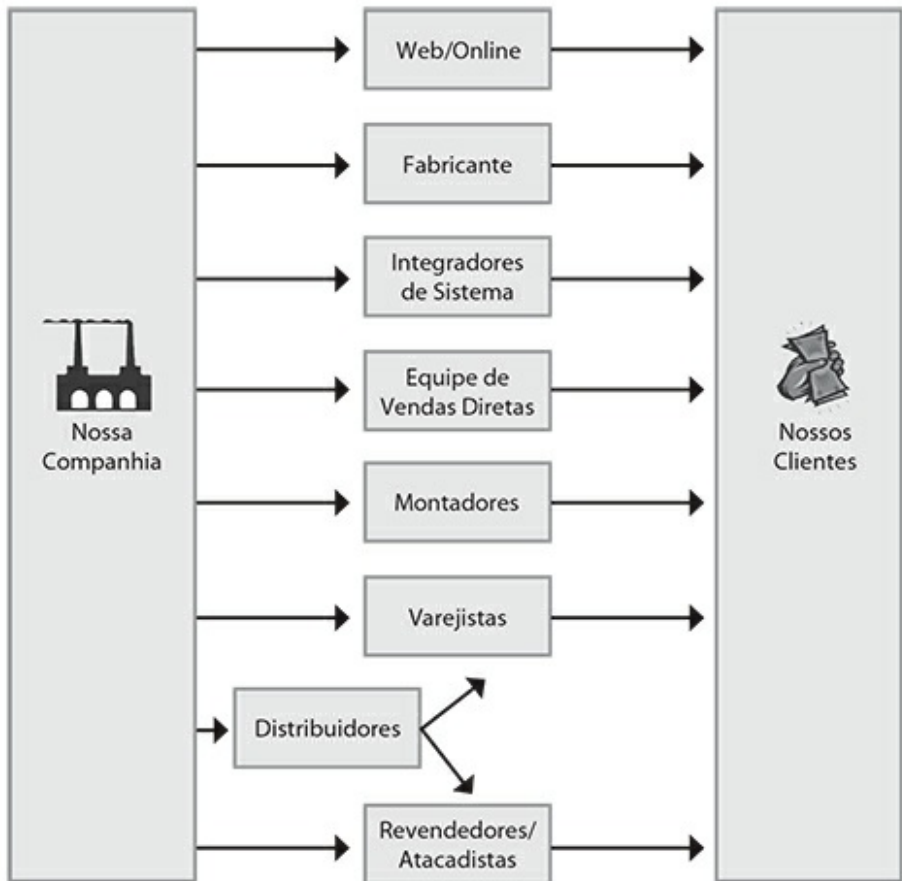 Web/Online
Fabricante
Integradores
de Sistema
Equipe de
Vendas Diretas
Nossa
Companhia
Nossos
Clientes
Montadores
Varejistas
Distribuidores
Revendedores/
Atacadistas